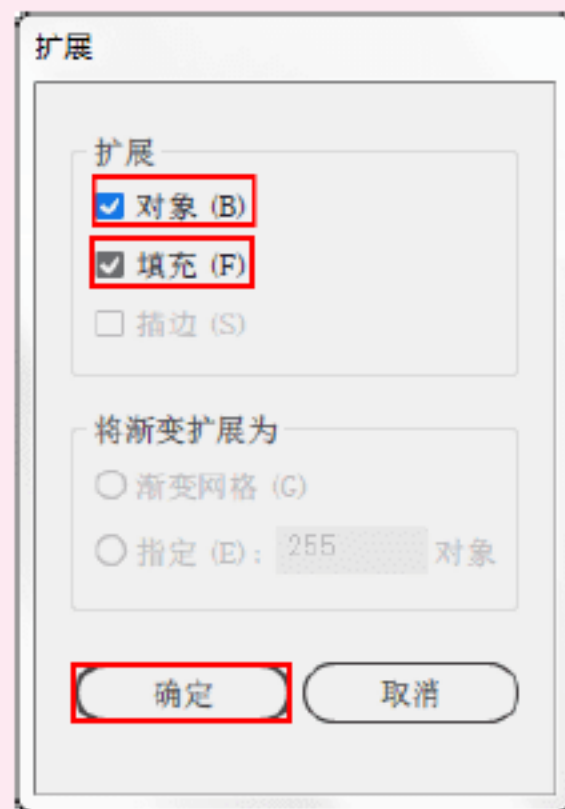 扩展
扩展
对象 (B)
填充 (F)
描边 (S)
将渐变扩展为
渐变网格 (G)
指定 (E): 255 对象
确定 取消